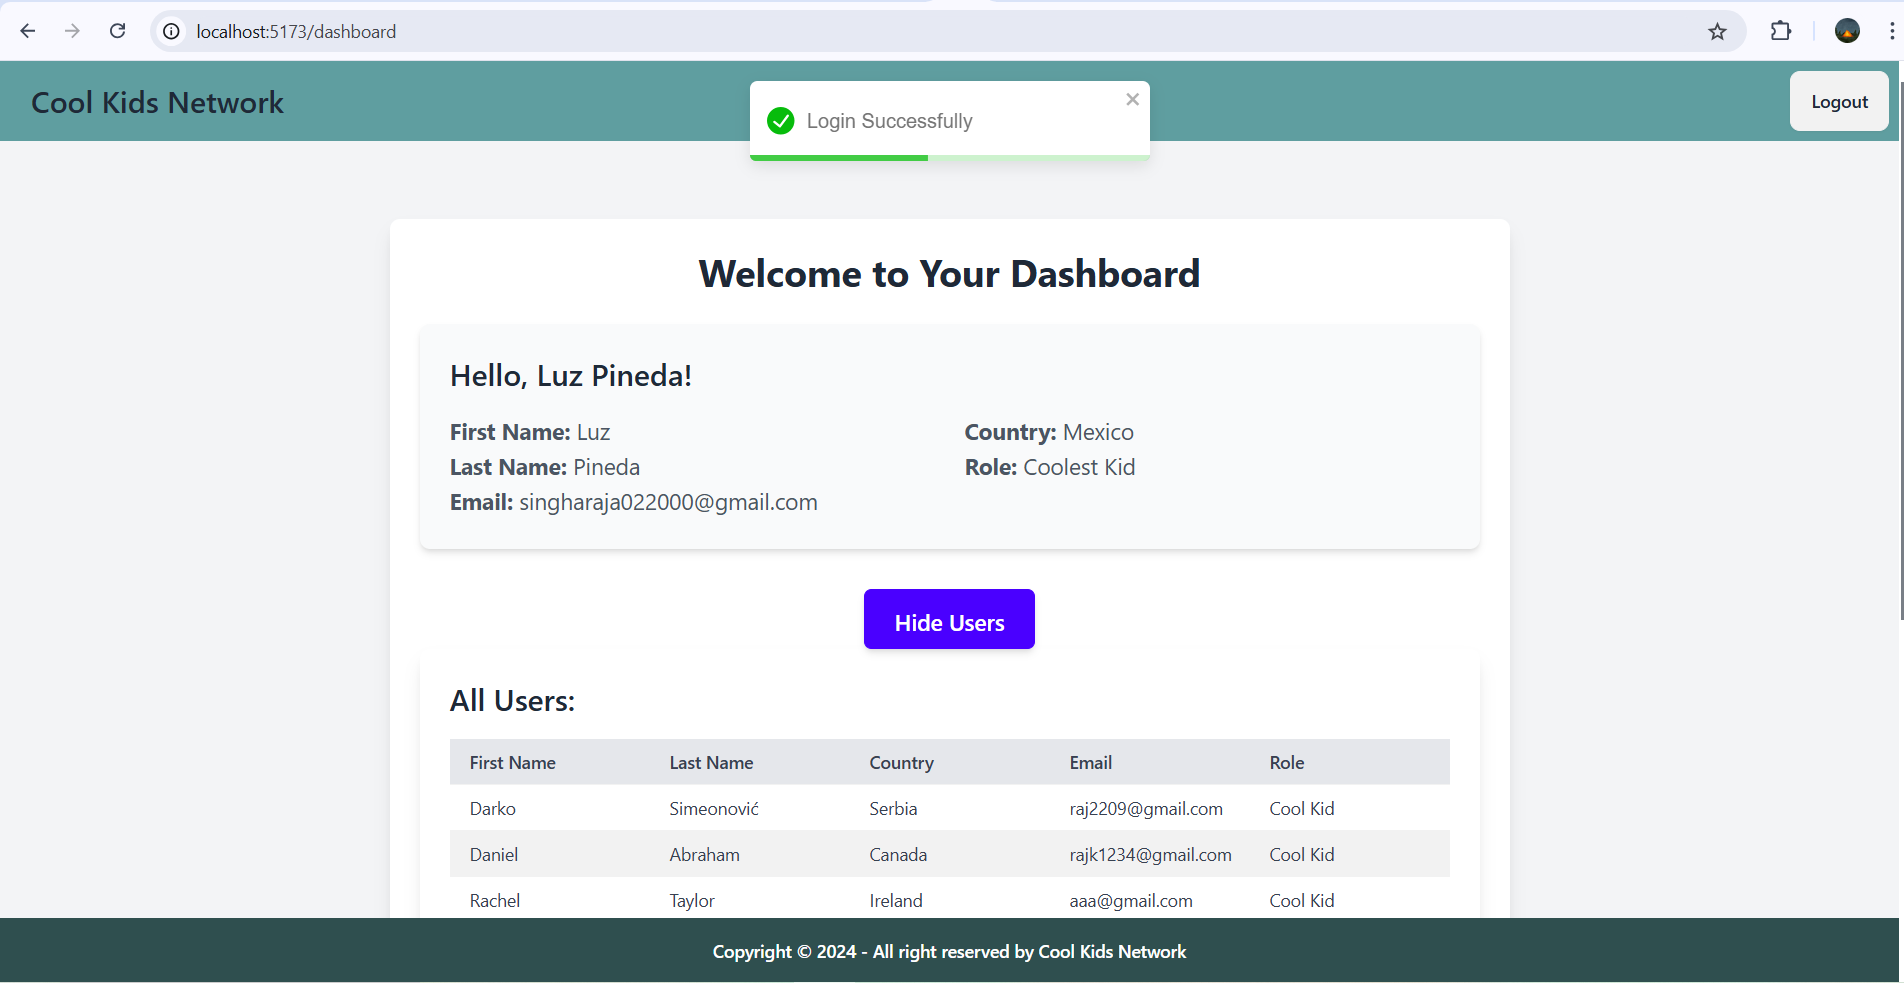 localhost:5173/dashboard
Cool Kids Network
Login Successfully
Logout
Welcome to Your Dashboard
Hello, Luz Pineda!
First Name: Luz
Country: Mexico
Last Name: Pineda
Role: Coolest Kid
Email: singharaja022000@gmail.com
Hide Users
All Users:
First Name Last Name Country Email Role
Darko Simeonović Serbia raj2209@gmail.com Cool Kid
Daniel Abraham Canada rajk1234@gmail.com Cool Kid
Rachel Taylor Ireland aaa@gmail.com Cool Kid
Copyright © 2024 - All right reserved by Cool Kids Network